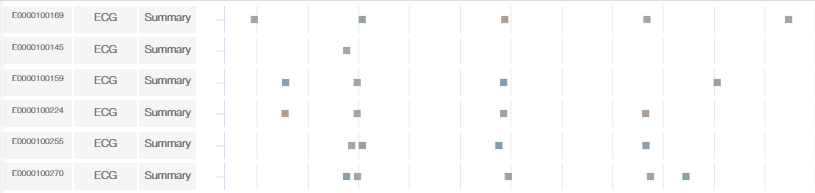 E0000100169 ECG Summary
E0000100145 ECG Summary
E0000100159 ECG Summary
E0000100224 ECG Summary
E0000100255 ECG Summary
E0000100270 ECG Summary